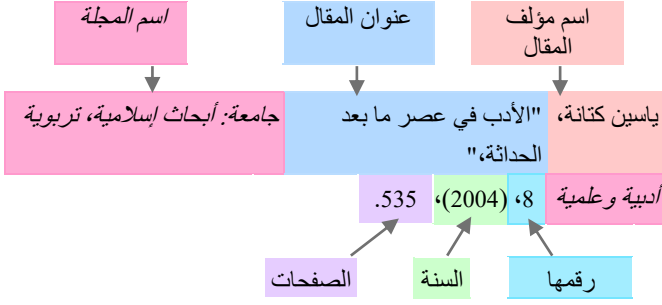 اسم مؤلف
المقال
عنوان المقال
اسم المجلة
ياسين كتانة، "الأدب في عصر ما بعد
الحداثة،" جامعة: أبحاث إسلامية، تربوية
أدبية وعلمية 8، (2004)، 535.
رقمها
السنة
الصفحات